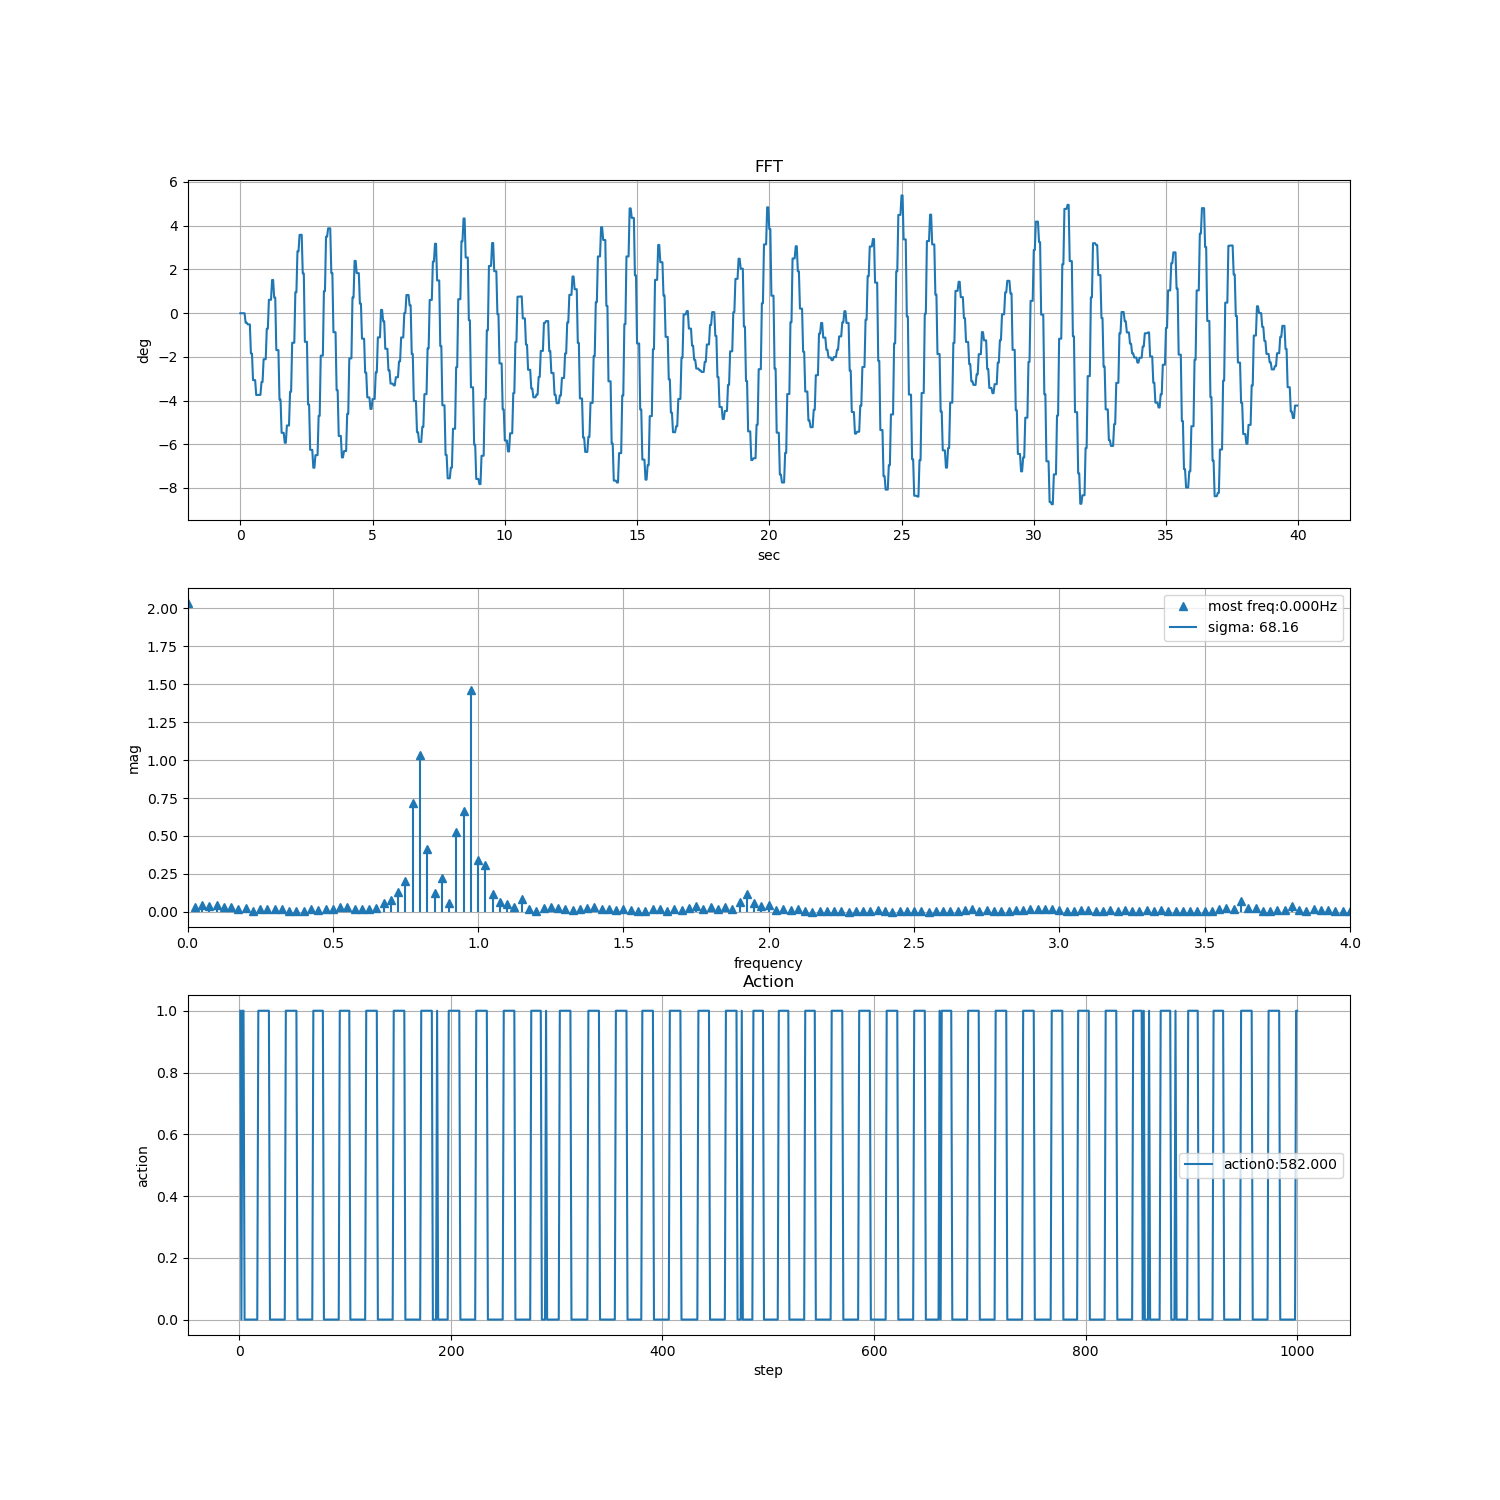 FFT
6
4
2
0
−2
−4
−6
−8
deg
0 5 10 15 20 25 30 35 40
sec
2.00
1.75
1.50
1.25
1.00
0.75
0.50
0.25
0.00
mag
most freq:0.000Hz
sigma: 68.16
0.0 0.5 1.0 1.5 2.0 2.5 3.0 3.5 4.0
frequency
Action
1.0
0.8
0.6
0.4
0.2
0.0
action
action0:582.000
0 200 400 600 800 1000
step